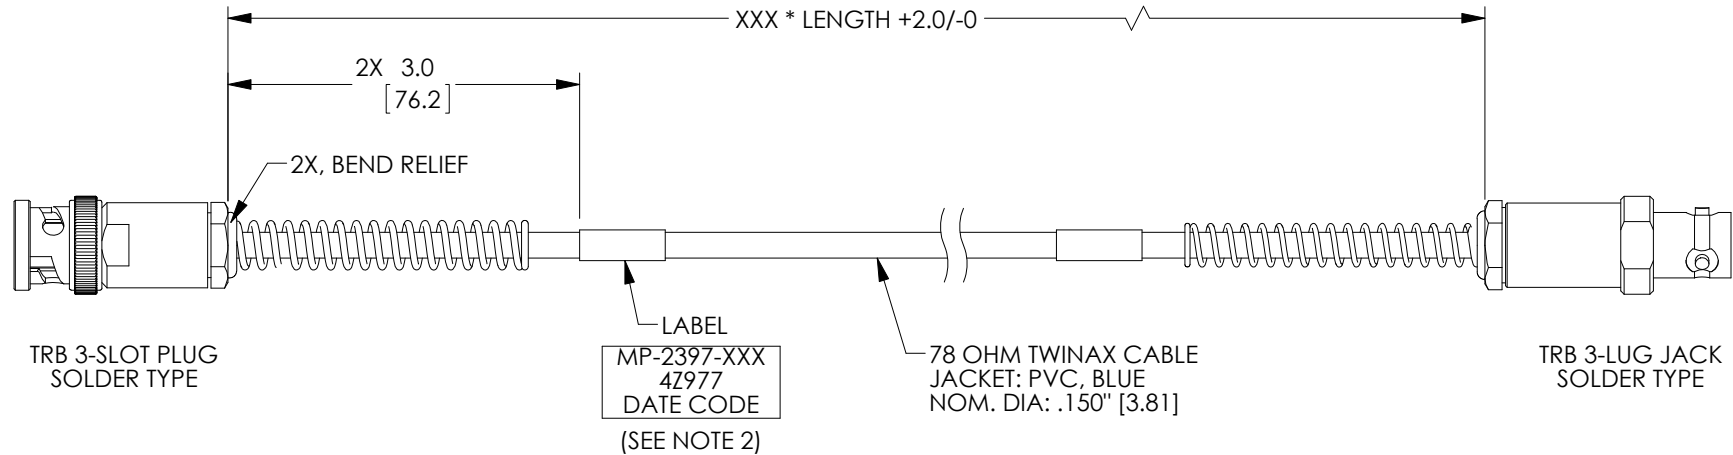 XXX * LENGTH +2.0/-0
2X 3.0
[76.2]
2X, BEND RELIEF
LABEL
MP-2397-XXX
4Z977
DATE CODE
(SEE NOTE 2)
78 OHM TWINAX CABLE
JACKET: PVC, BLUE
NOM. DIA: .150" [3.81]
TRB 3-SLOT PLUG
SOLDER TYPE
TRB 3-LUG JACK
SOLDER TYPE